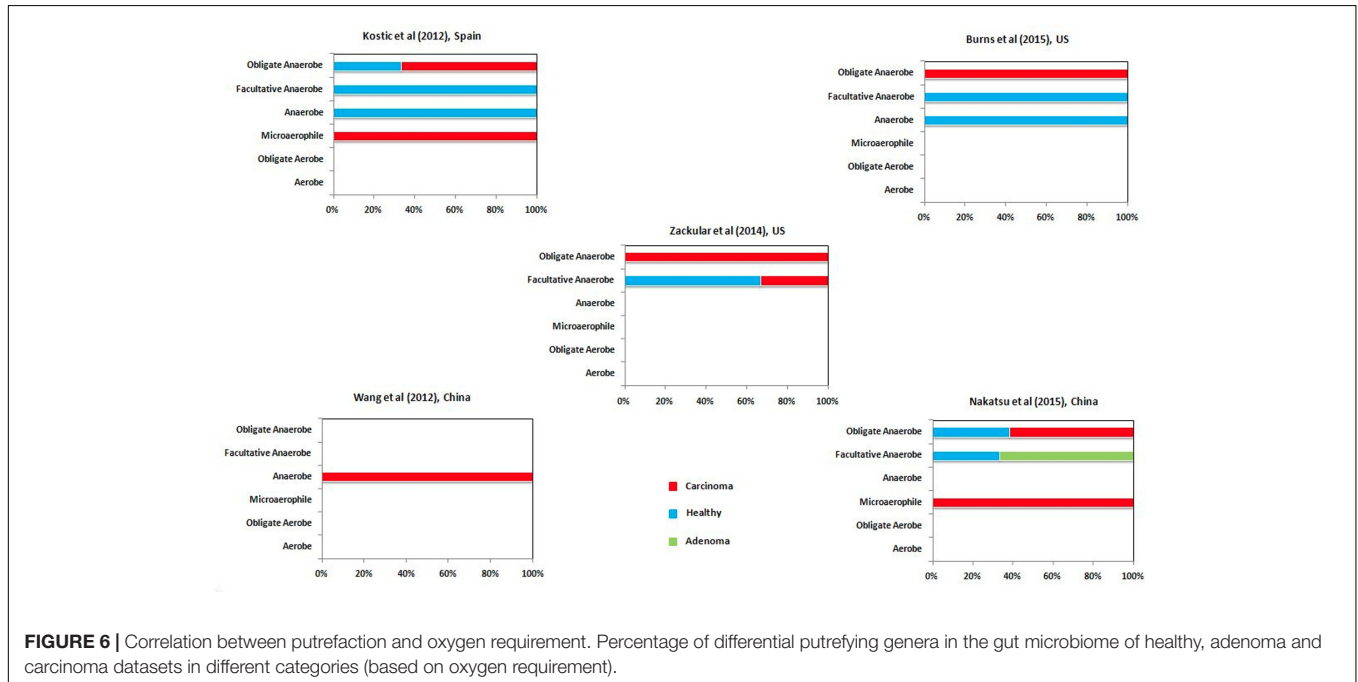 Kostic et al (2012), Spain
Obligate Anaerobe
Facultative Anaerobe
Anaerobe
Microaerophile
Obligate Aerobe
Aerobe
0% 20% 40% 60% 80% 100%
Burns et al (2015), US
Obligate Anaerobe
Facultative Anaerobe
Anaerobe
Microaerophile
Obligate Aerobe
Aerobe
0% 20% 40% 60% 80% 100%
Zackular et al (2014), US
Obligate Anaerobe
Facultative Anaerobe
Anaerobe
Microaerophile
Obligate Aerobe
Aerobe
0% 20% 40% 60% 80% 100%
Wang et al (2012), China
Obligate Anaerobe
Facultative Anaerobe
Anaerobe
Microaerophile
Obligate Aerobe
Aerobe
0% 20% 40% 60% 80% 100%
Carcinoma
Healthy
Adenoma
Nakatsu et al (2015), China
Obligate Anaerobe
Facultative Anaerobe
Anaerobe
Microaerophile
Obligate Aerobe
Aerobe
0% 20% 40% 60% 80% 100%
FIGURE 6 | Correlation between putrefaction and oxygen requirement. Percentage of differential putrefying genera in the gut microbiome of healthy, adenoma and
carcinoma datasets in different categories (based on oxygen requirement).